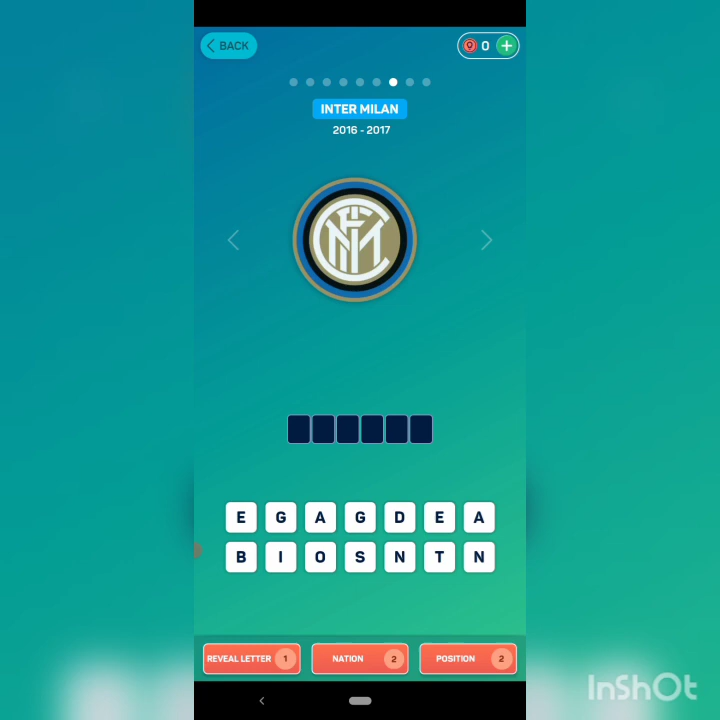 BACK
0 +
INTER MILAN
2016 - 2017
E G A G D E A
B I O S N T N
REVEAL LETTER 1 NATION 2 POSITION 2
InShOt